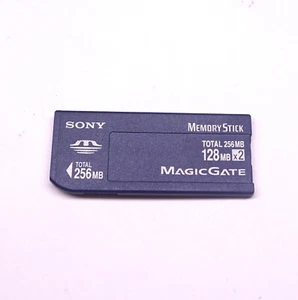 SONY
MEMORY STICK
TOTAL 256MB
128MB x2
TOTAL
256MB
MAGICGATE